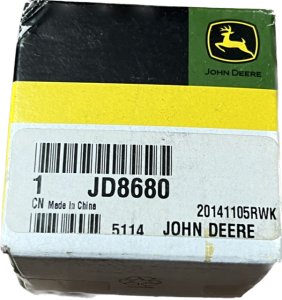 JOHN DEERE
1 JD8680
CN Made In China
20141105RWK
5114 JOHN DEERE